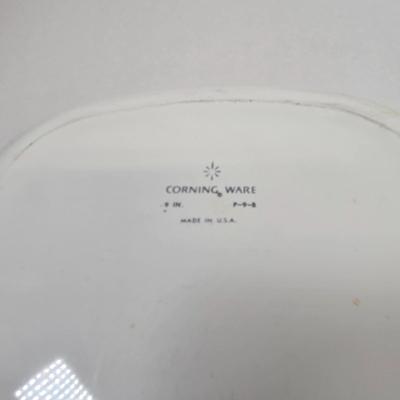 CORNING® WARE
9 IN. P-9-B
MADE IN U.S.A.